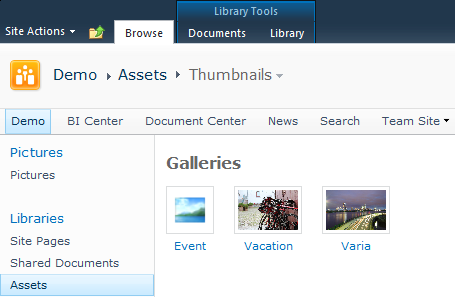 Library Tools
Site Actions Browse Documents Library
Demo Assets Thumbnails
Demo BI Center Document Center News Search Team Site
Pictures
Pictures
Libraries
Site Pages
Shared Documents
Assets
Galleries
Event Vacation Varia